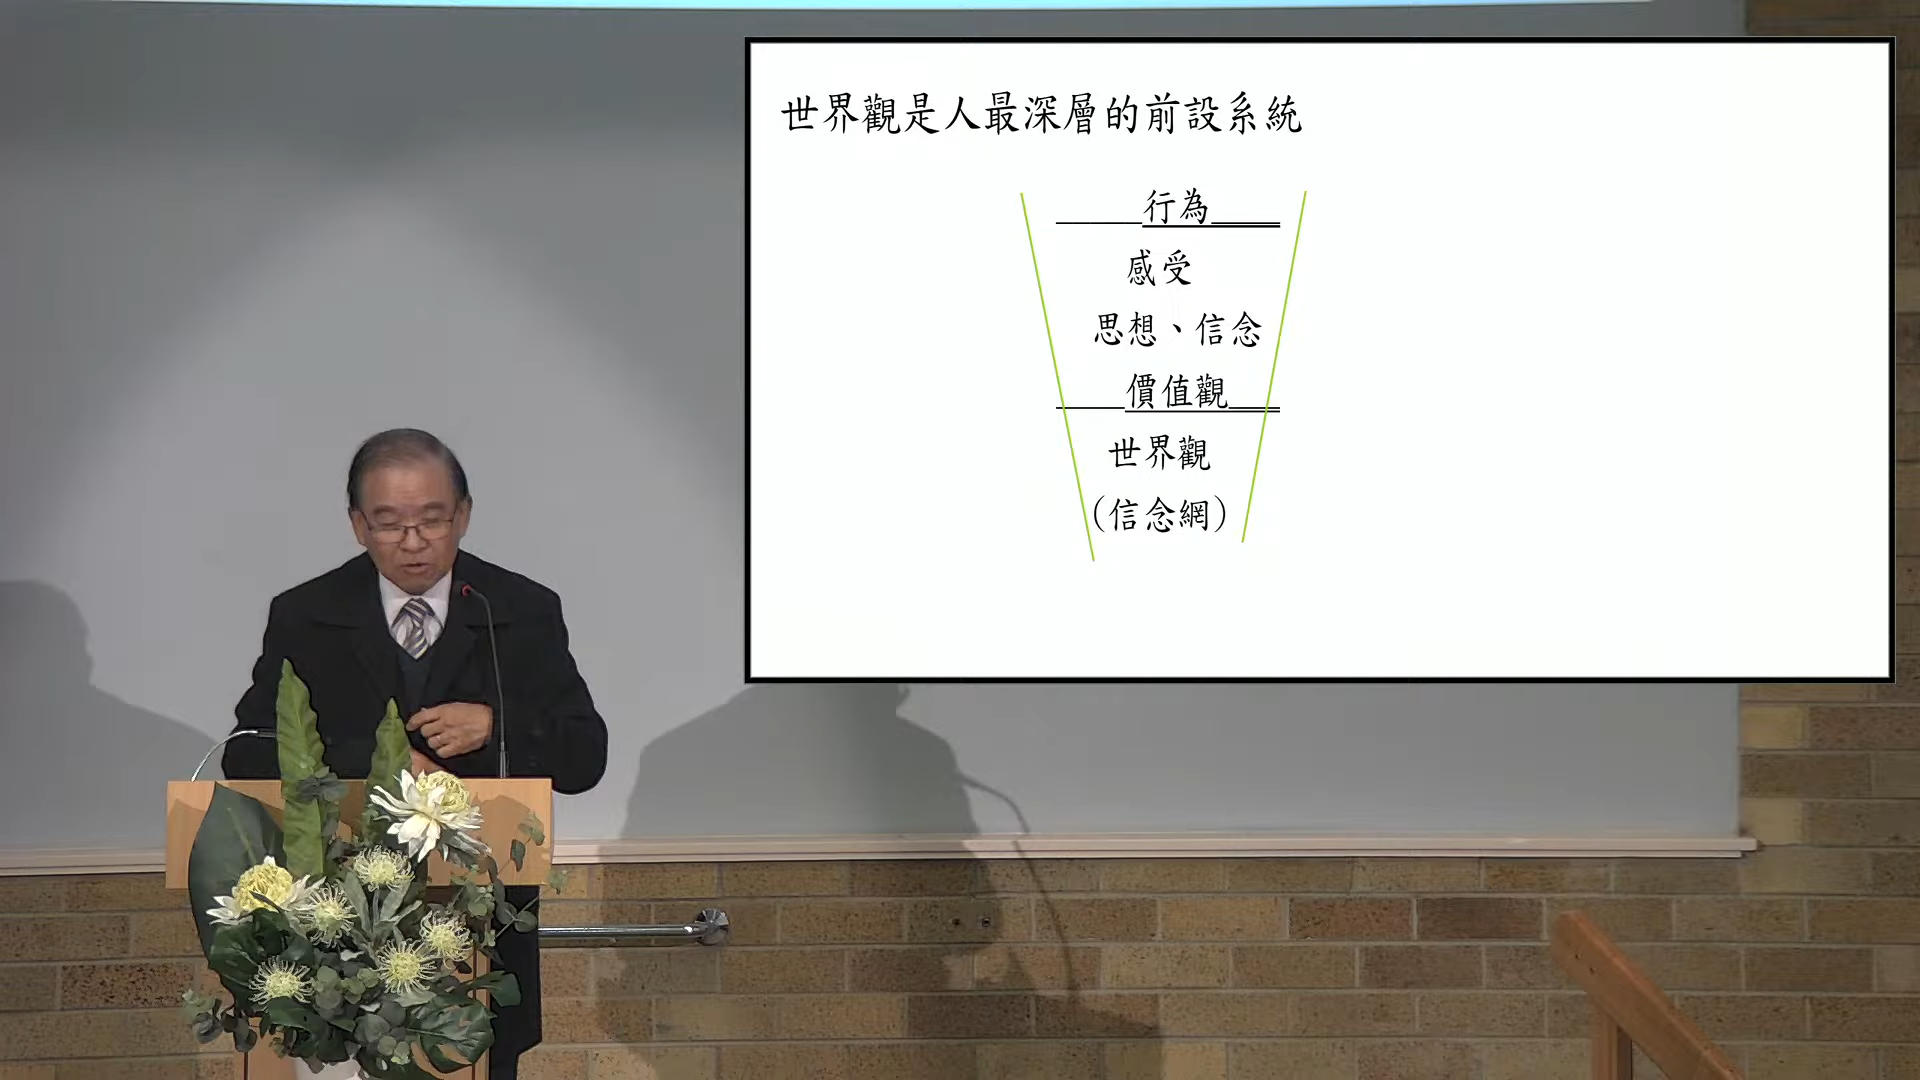 世界觀是人最深層的前設系統
行為
感受
思想、信念
價值觀
世界觀
(信念網)